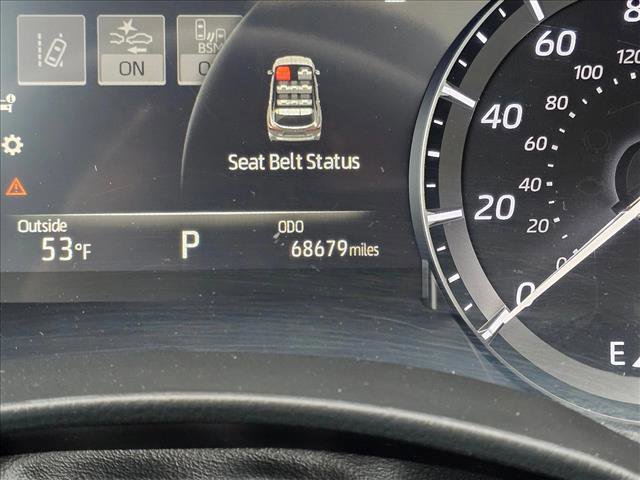 ON
BSM
Seat Belt Status
Outside
53°F
P
ODO
68679 miles
60
40
20
0
100
120
80
60
40
20
0
E